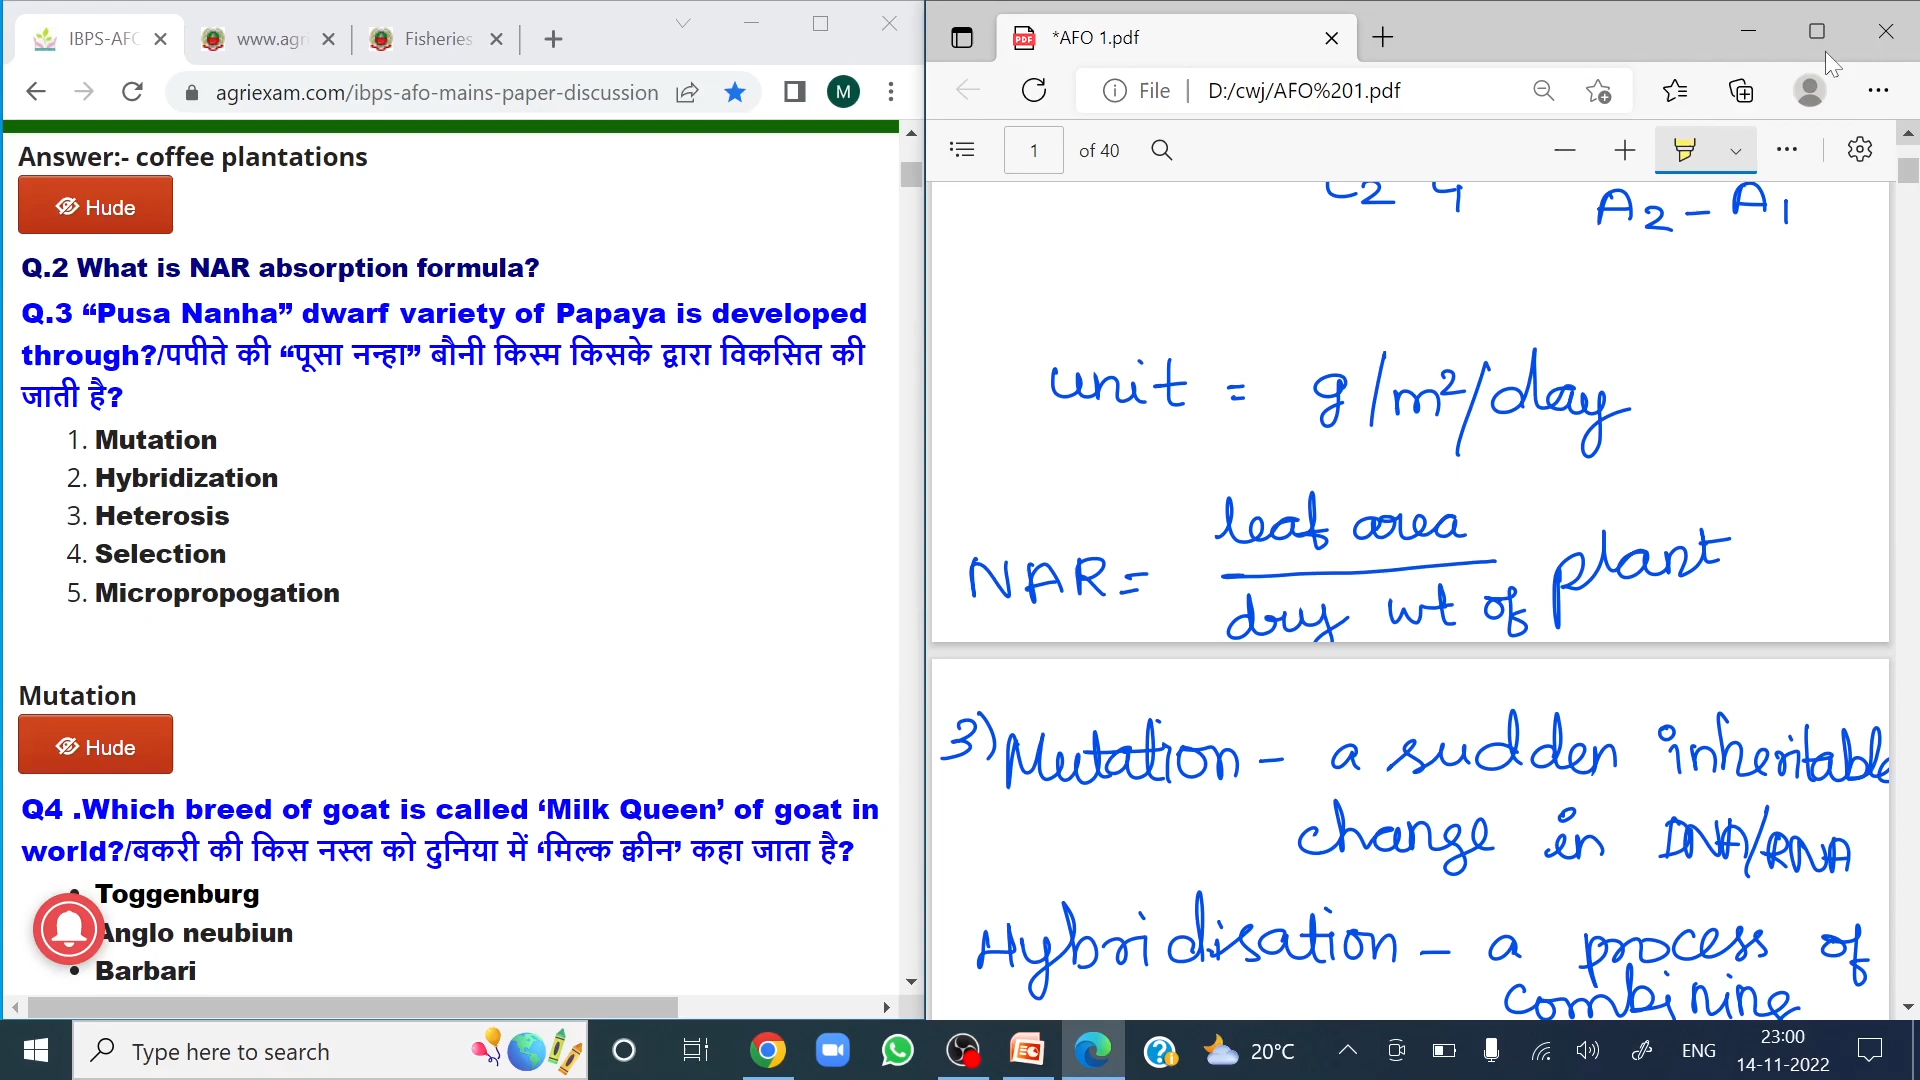 IBPS-AFO
www.agri
Fisheries
agriexam.com/ibps-afo-mains-paper-discussion
M
Answer:- coffee plantations
Hude
Q.2 What is NAR absorption formula?
Q.3 “Pusa Nanha” dwarf variety of Papaya is developed
through?/पपीते की “पूसा नन्हा” बौनी किस्म किसके द्वारा विकसित की
जाती है?
1. Mutation
2. Hybridization
3. Heterosis
4. Selection
5. Micropropogation
Mutation
Hude
Q4 .Which breed of goat is called ‘Milk Queen’ of goat in
world?/बकरी की किस नस्ल को दुनिया में ‘मिल्क क्वीन’ कहा जाता है?
Toggenburg
Anglo neubiun
Barbari
PDF
*AFO 1.pdf
File
D:/cwj/AFO%201.pdf
1 of 40
A2 - A1
unit = g/m²/day
NAR = leaf area
dry wt of plant
3) Mutation - a sudden inheritable
change in DNA/RNA
Hybridisation - a process of
combining
Type here to search
20°C
ENG
23:00
14-11-2022